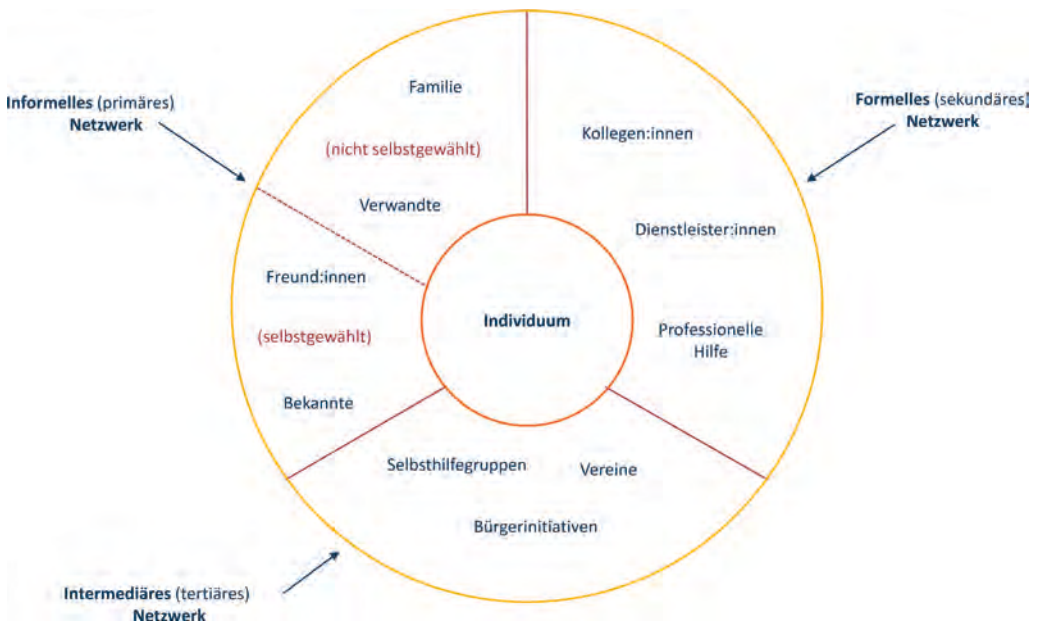 Familie
Informelles (primäres)
Netzwerk
Formelles (sekundäres)
Netzwerk
Kollegen:innen
(nicht selbstgewählt)
Verwandte
Dienstleister:innen
Freund:innen
Individuum
(selbstgewählt)
Professionelle
Hilfe
Bekannte
Selbsthilfegruppen
Vereine
Bürgerinitiativen
Intermediäres (tertiäres)
Netzwerk